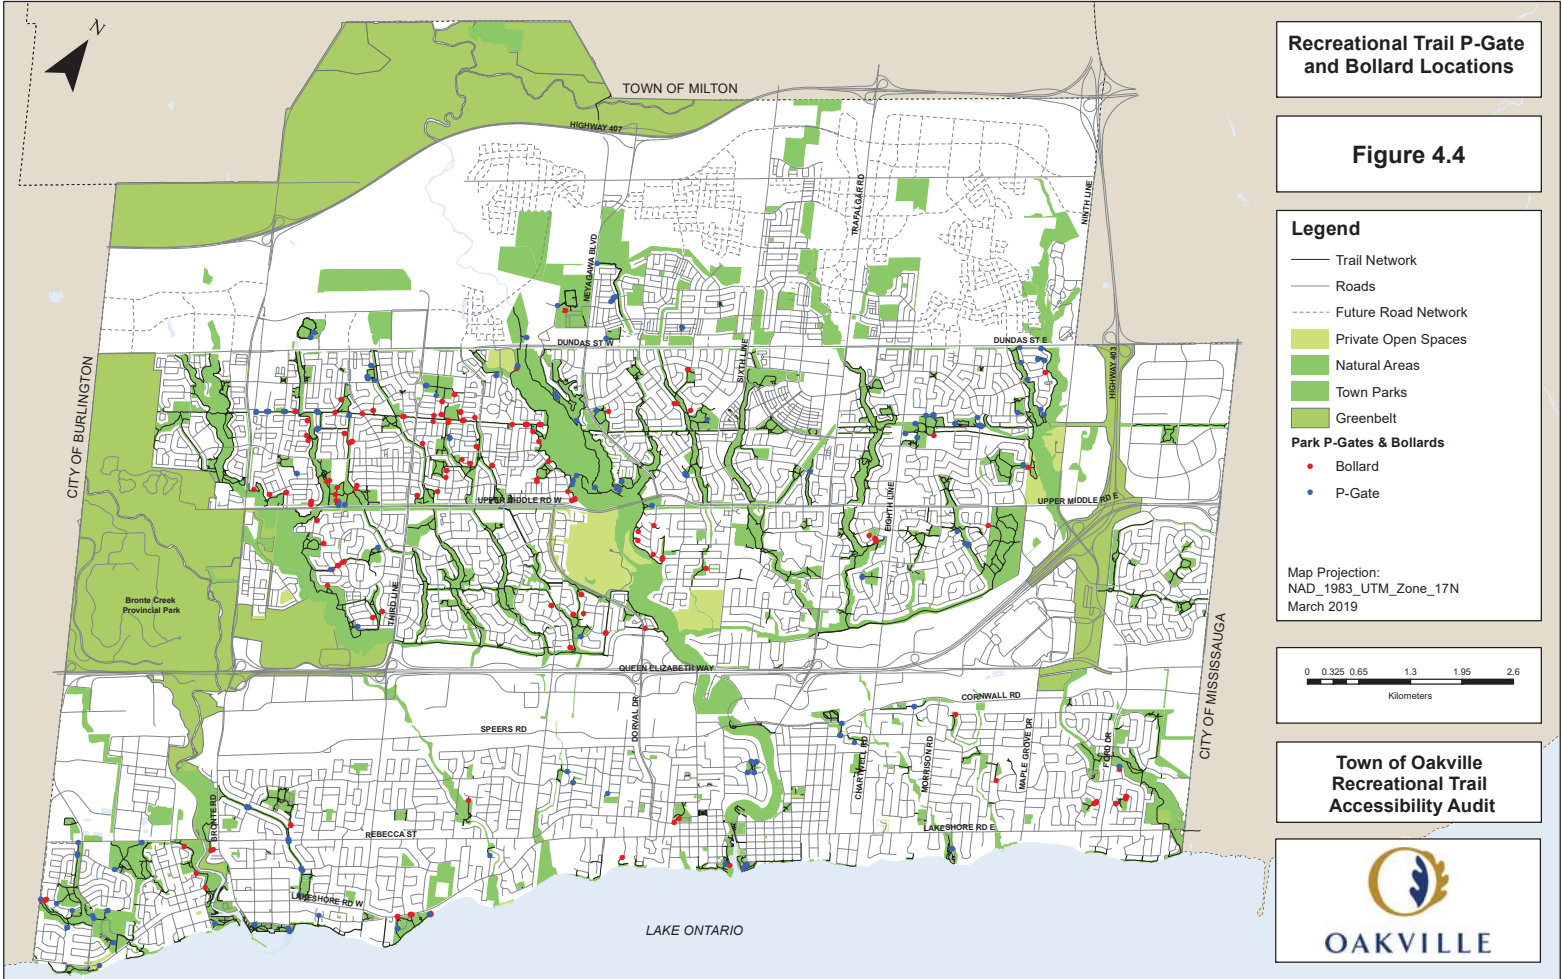 N
TOWN OF MILTON
HIGHWAY 407
NEYAGAWA BLVD
TRAFALGAR RD
NINTH LINE
SIXTH LINE
DUNDAS ST W
DUNDAS ST E
HIGHWAY 403
CITY OF BURLINGTON
UPPER MIDDLE RD W
UPPER MIDDLE RD E
EIGHTH LINE
Bronte Creek
Provincial Park
THIRD LINE
QUEEN ELIZABETH WAY
CITY OF MISSISSAUGA
CORNWALL RD
SPEERS RD
DORVAL DR
CHARTWELL RD
MORRISON RD
MAPLE GROVE DR
FORD DR
BRONTE RD
REBECCA ST
LAKESHORE RD E
LAKESHORE RD W
LAKE ONTARIO
Recreational Trail P-Gate
and Bollard Locations
Figure 4.4
Legend
Trail Network
Roads
Future Road Network
Private Open Spaces
Natural Areas
Town Parks
Greenbelt
Park P-Gates & Bollards
Bollard
P-Gate
Map Projection:
NAD_1983_UTM_Zone_17N
March 2019
0 0.325 0.65 1.3 1.95 2.6
Kilometers
Town of Oakville
Recreational Trail
Accessibility Audit
OAKVILLE